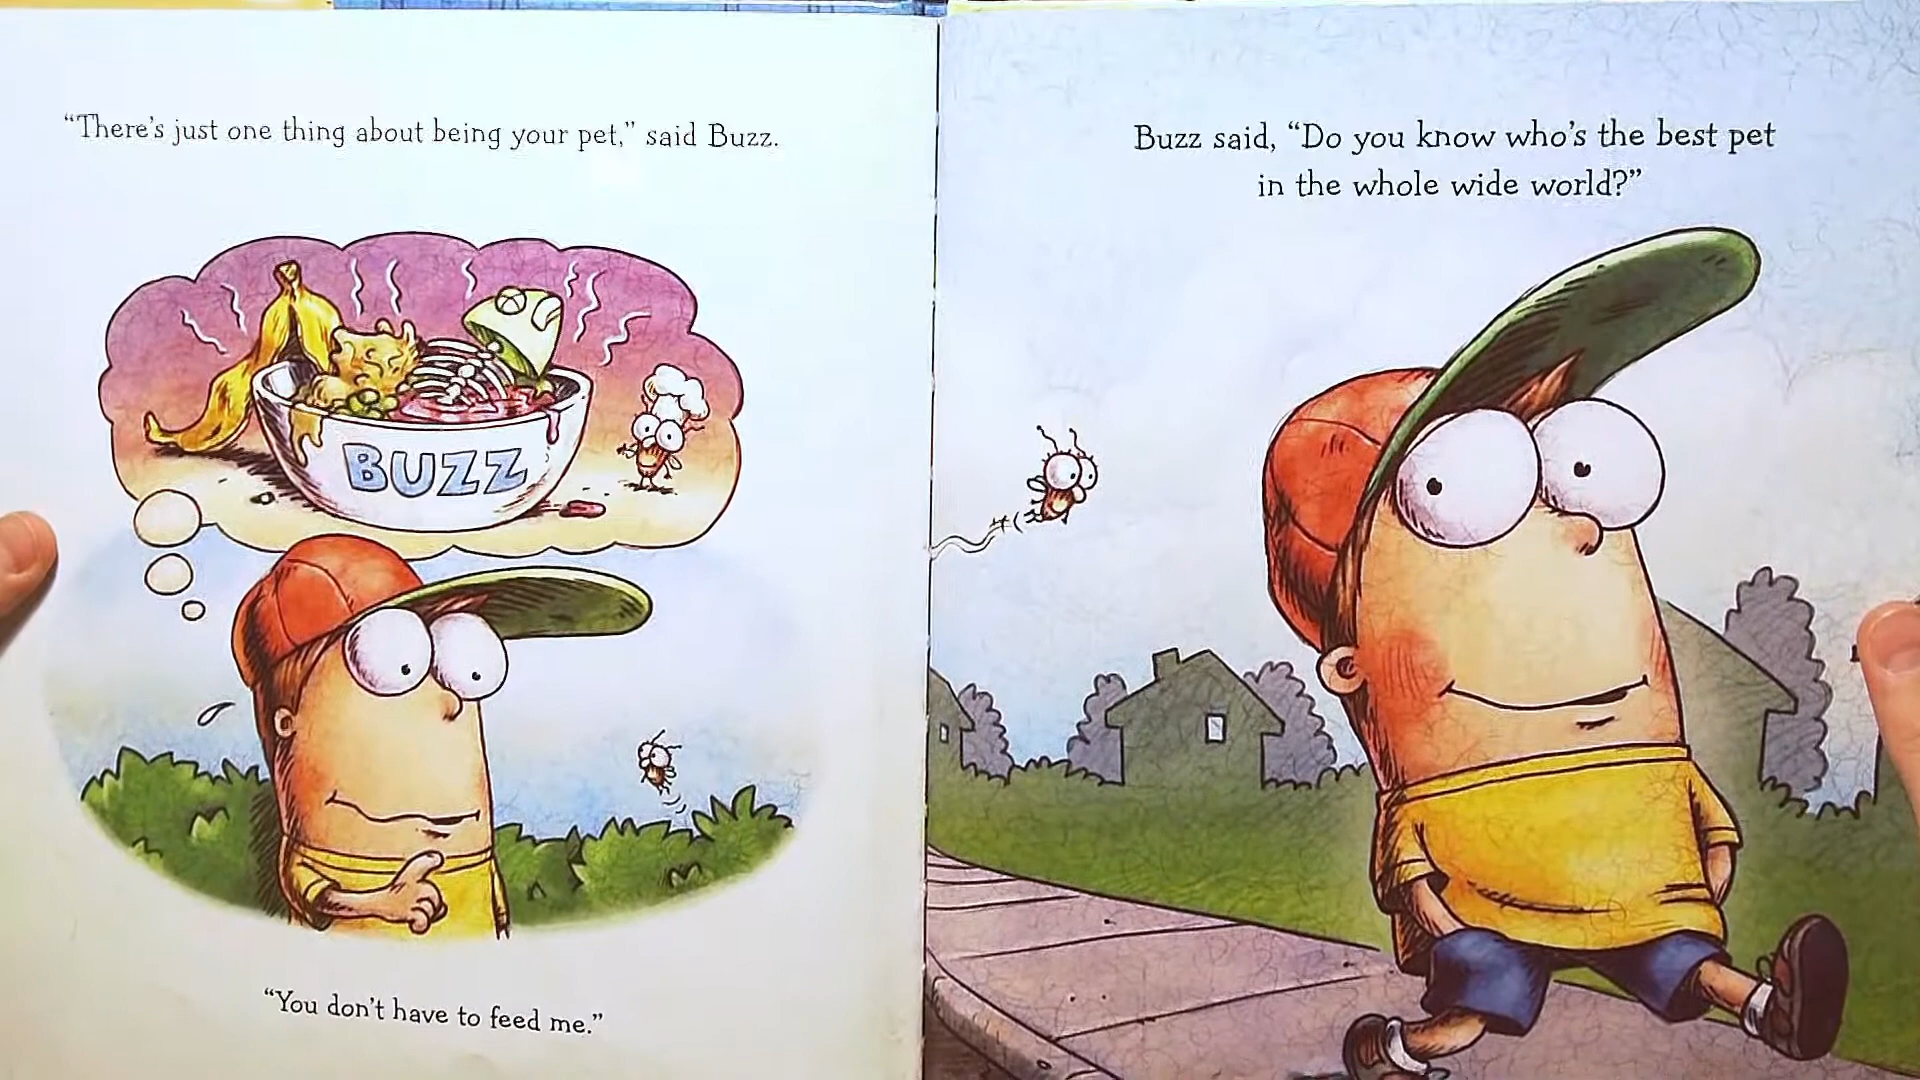 “There's just one thing about being your pet,” said Buzz.
BUZZ
“You don't have to feed me.”
Buzz said, “Do you know who's the best pet
in the whole wide world?”